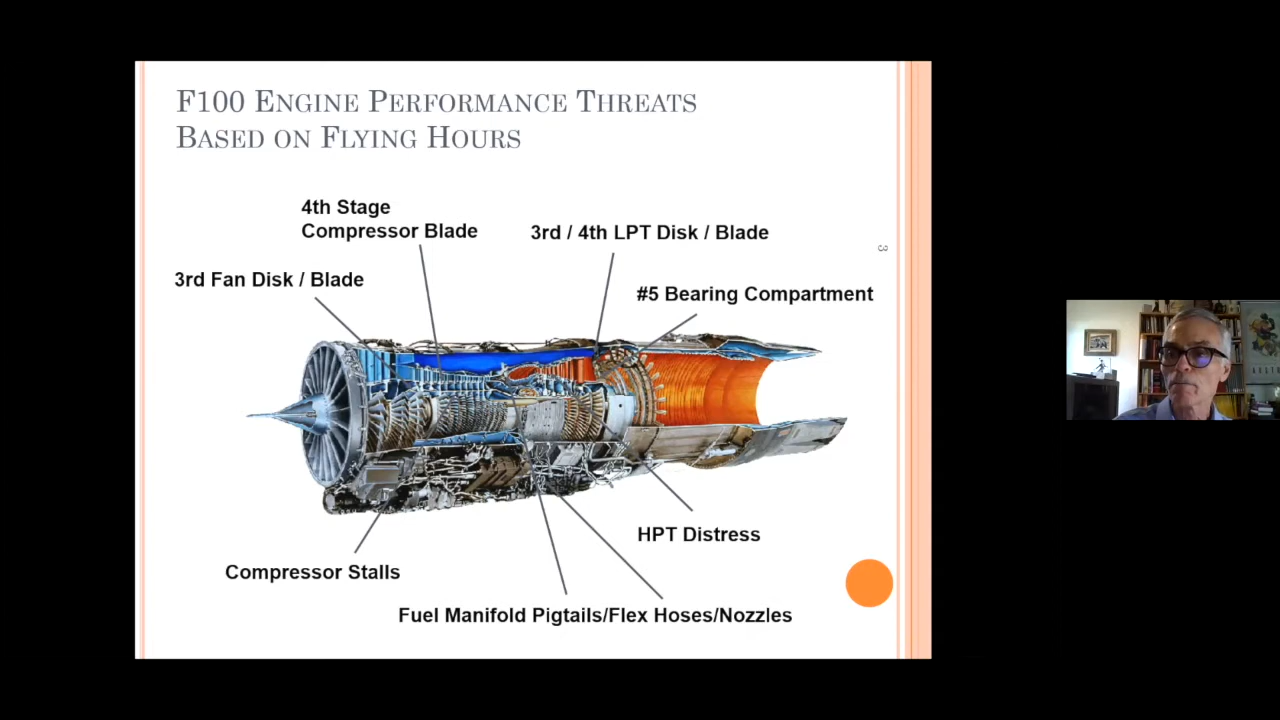 F100 ENGINE PERFORMANCE THREATS
BASED ON FLYING HOURS
4th Stage
Compressor Blade
3rd / 4th LPT Disk / Blade
3
3rd Fan Disk / Blade
#5 Bearing Compartment
HPT Distress
Compressor Stalls
Fuel Manifold Pigtails/Flex Hoses/Nozzles